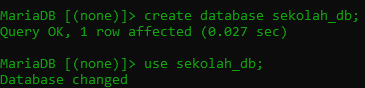 MariaDB [(none)]> create database sekolah_db;
Query OK, 1 row affected (0.027 sec)
MariaDB [(none)]> use sekolah_db;
Database changed